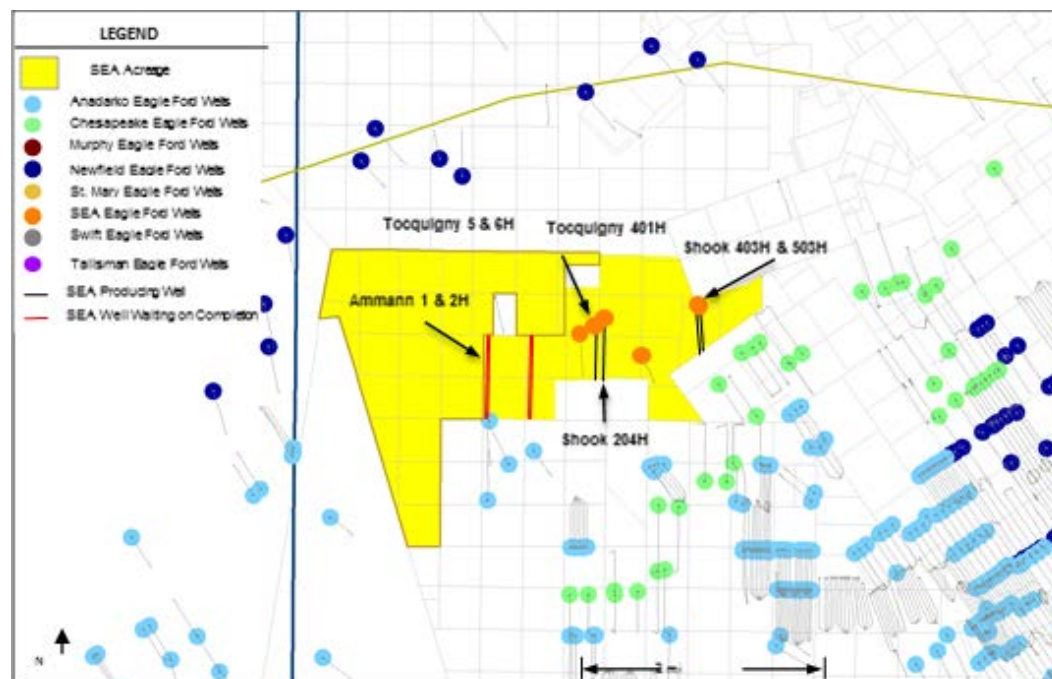 LEGEND
SEA Acreage
Anadarko Eagle Ford Wells
Chesapeake Eagle Ford Wells
Murphy Eagle Ford Wells
Newfield Eagle Ford Wells
St. Mary Eagle Ford Wells
SEA Eagle Ford Wells
Swift Eagle Ford Wells
Talisman Eagle Ford Wells
SEA Producing Well
SEA Well Waiting on Completion
Tocquigny 5 & 6H
Tocquigny 401H
Shook 403H & 503H
Ammann 1 & 2H
Shook 204H
N